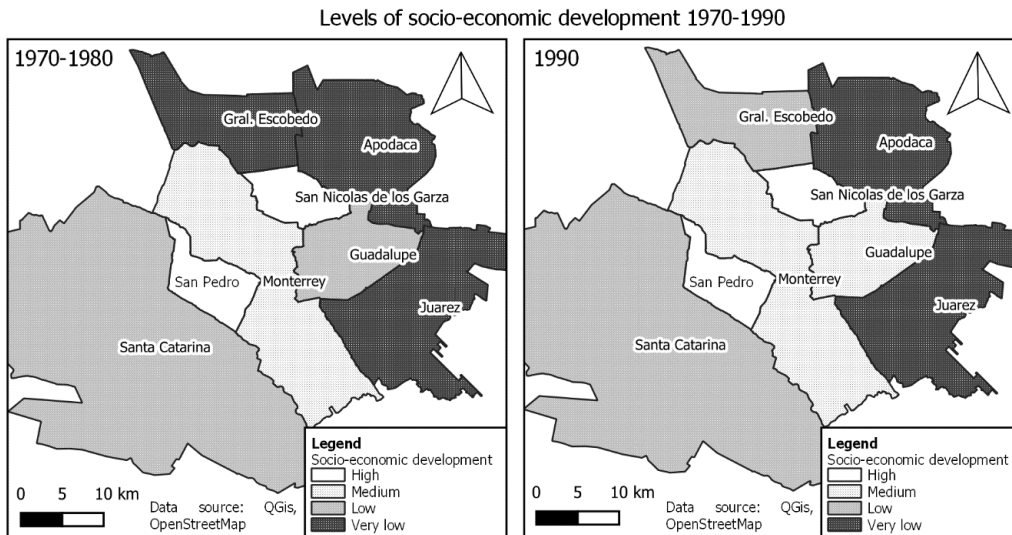 Levels of socio-economic development 1970-1990
1970-1980
Gral. Escobedo
Apodaca
San Nicolas de los Garza
Guadalupe
San Pedro
Monterrey
Juarez
Santa Catarina
Legend
Socio-economic development
High
Medium
Low
Very low
0 5 10 km
Data source: QGis,
OpenStreetMap
1990
Gral. Escobedo
Apodaca
San Nicolas de los Garza
Guadalupe
San Pedro
Monterrey
Juarez
Santa Catarina
Legend
Socio-economic development
High
Medium
Low
Very low
0 5 10 km
Data source: QGis,
OpenStreetMap